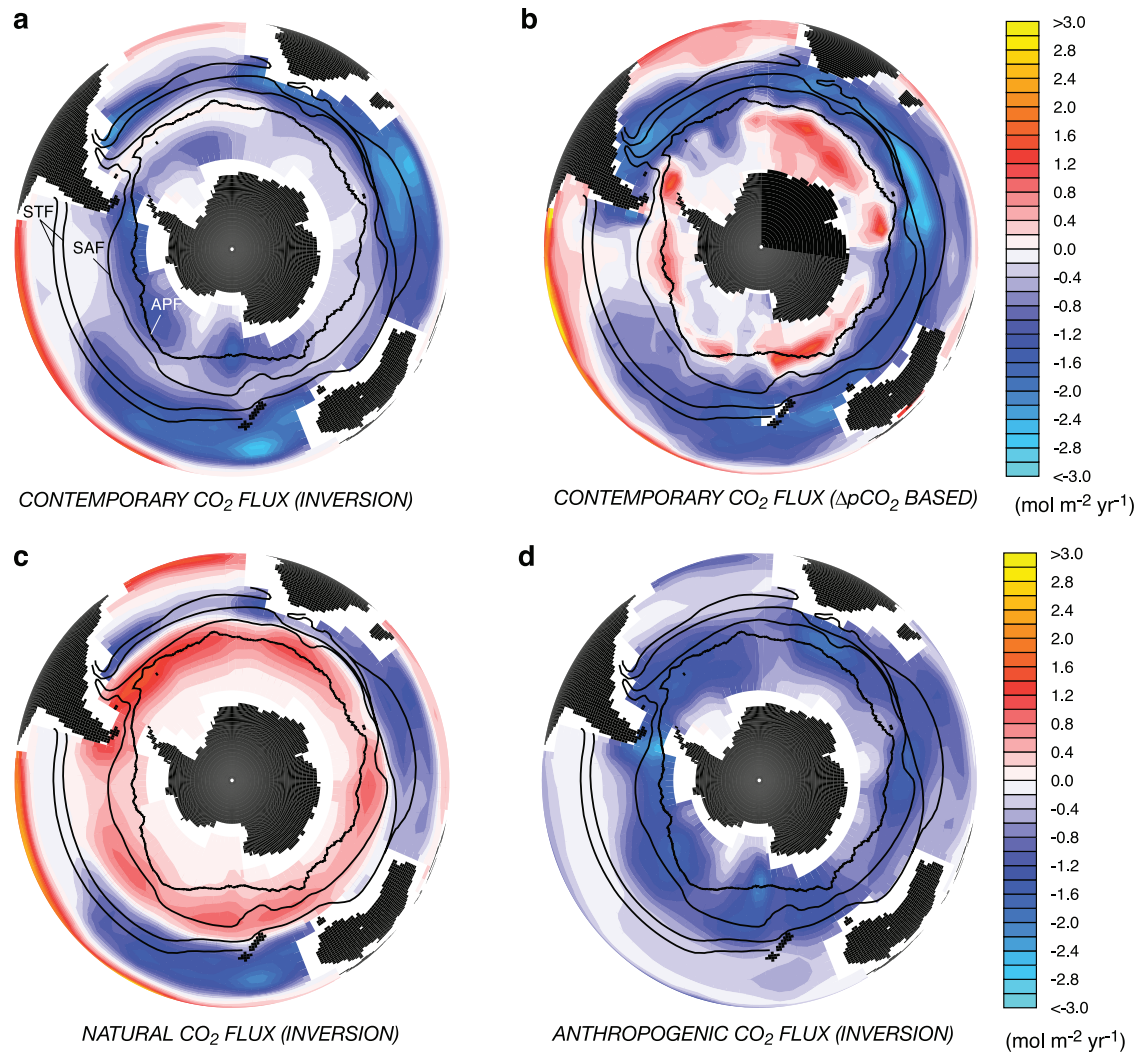 a
b
STF
SAF
APF
>3.0
2.8
2.4
2.0
1.6
1.2
0.8
0.4
0.0
-0.4
-0.8
-1.2
-1.6
-2.0
-2.4
-2.8
<-3.0
(mol m⁻² yr⁻¹)
CONTEMPORARY CO₂ FLUX (INVERSION)
CONTEMPORARY CO₂ FLUX (ΔpCO₂ BASED)
c
d
>3.0
2.8
2.4
2.0
1.6
1.2
0.8
0.4
0.0
-0.4
-0.8
-1.2
-1.6
-2.0
-2.4
-2.8
<-3.0
(mol m⁻² yr⁻¹)
NATURAL CO₂ FLUX (INVERSION)
ANTHROPOGENIC CO₂ FLUX (INVERSION)